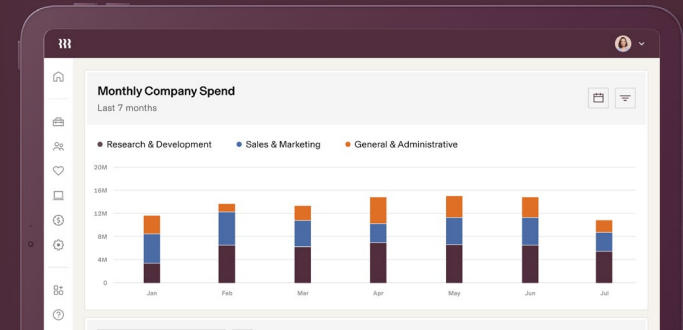 Monthly Company Spend
Last 7 months
Research & Development Sales & Marketing General & Administrative
20M
16M
12M
8M
4M
0
Jan Feb Mar Apr May Jun Jul